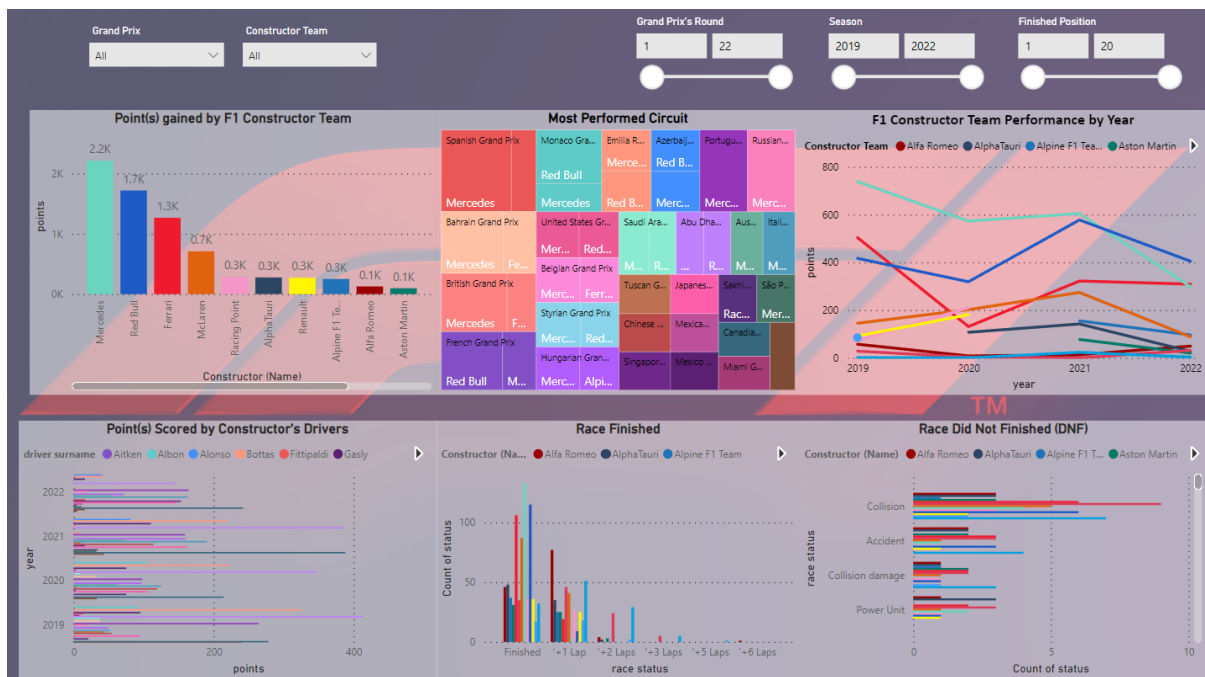 Grand Prix
All
Constructor Team
All
Grand Prix's Round
1 22
Season
2019 2022
Finished Position
1 20
Point(s) gained by F1 Constructor Team
points
2K
1K
0K
2.2K
1.7K
1.3K
0.7K
0.3K
0.3K
0.3K
0.3K
0.1K
0.1K
Mercedes
Red Bull
Ferrari
McLaren
Racing Point
AlphaTauri
Renault
Alpine F1 Te...
Alfa Romeo
Aston Martin
Constructor (Name)
Most Performed Circuit
Spanish Grand Prix
Mercedes
Bahrain Grand Prix
Mercedes
Fe...
British Grand Prix
Mercedes
F...
French Grand Prix
Red Bull
M...
Monaco Gra...
Red Bull
Mercedes
Emilia R...
Merce...
Red B...
Azerbaij...
Red B...
Merc...
Portugu...
Merc...
Russian...
Merc...
United States Gr...
Mer...
Red...
Belgian Grand Prix
Merc...
Ferr...
Styrian Grand Prix
Merc...
Red...
Hungarian Gran...
Merc...
Alpi...
Saudi Ara...
M...
R...
Abu Dha...
...
R...
Aus...
M...
Itali...
M...
Tuscan G...
Japanes...
Sakhi...
Rac...
São P...
Mer...
Chinese ...
Mexica...
Canadia...
Singapor...
Mexico ...
Miami G...
F1 Constructor Team Performance by Year
Constructor Team Alfa Romeo AlphaTauri Alpine F1 Tea... Aston Martin
points
800
600
400
200
0
2019 2020 2021 2022
year
TM
Point(s) Scored by Constructor's Drivers
driver surname Aitken Albon Alonso Bottas Fittipaldi Gasly
year
2022
2021
2020
2019
0 200 400
points
Race Finished
Constructor (Na... Alfa Romeo AlphaTauri Alpine F1 Team
Count of status
100
50
0
Finished '+1 Lap '+2 Laps '+3 Laps '+5 Laps '+6 Laps
race status
Race Did Not Finished (DNF)
Constructor (Name) Alfa Romeo AlphaTauri Alpine F1 T... Aston Martin
race status
Collision
Accident
Collision damage
Power Unit
0 5 10
Count of status